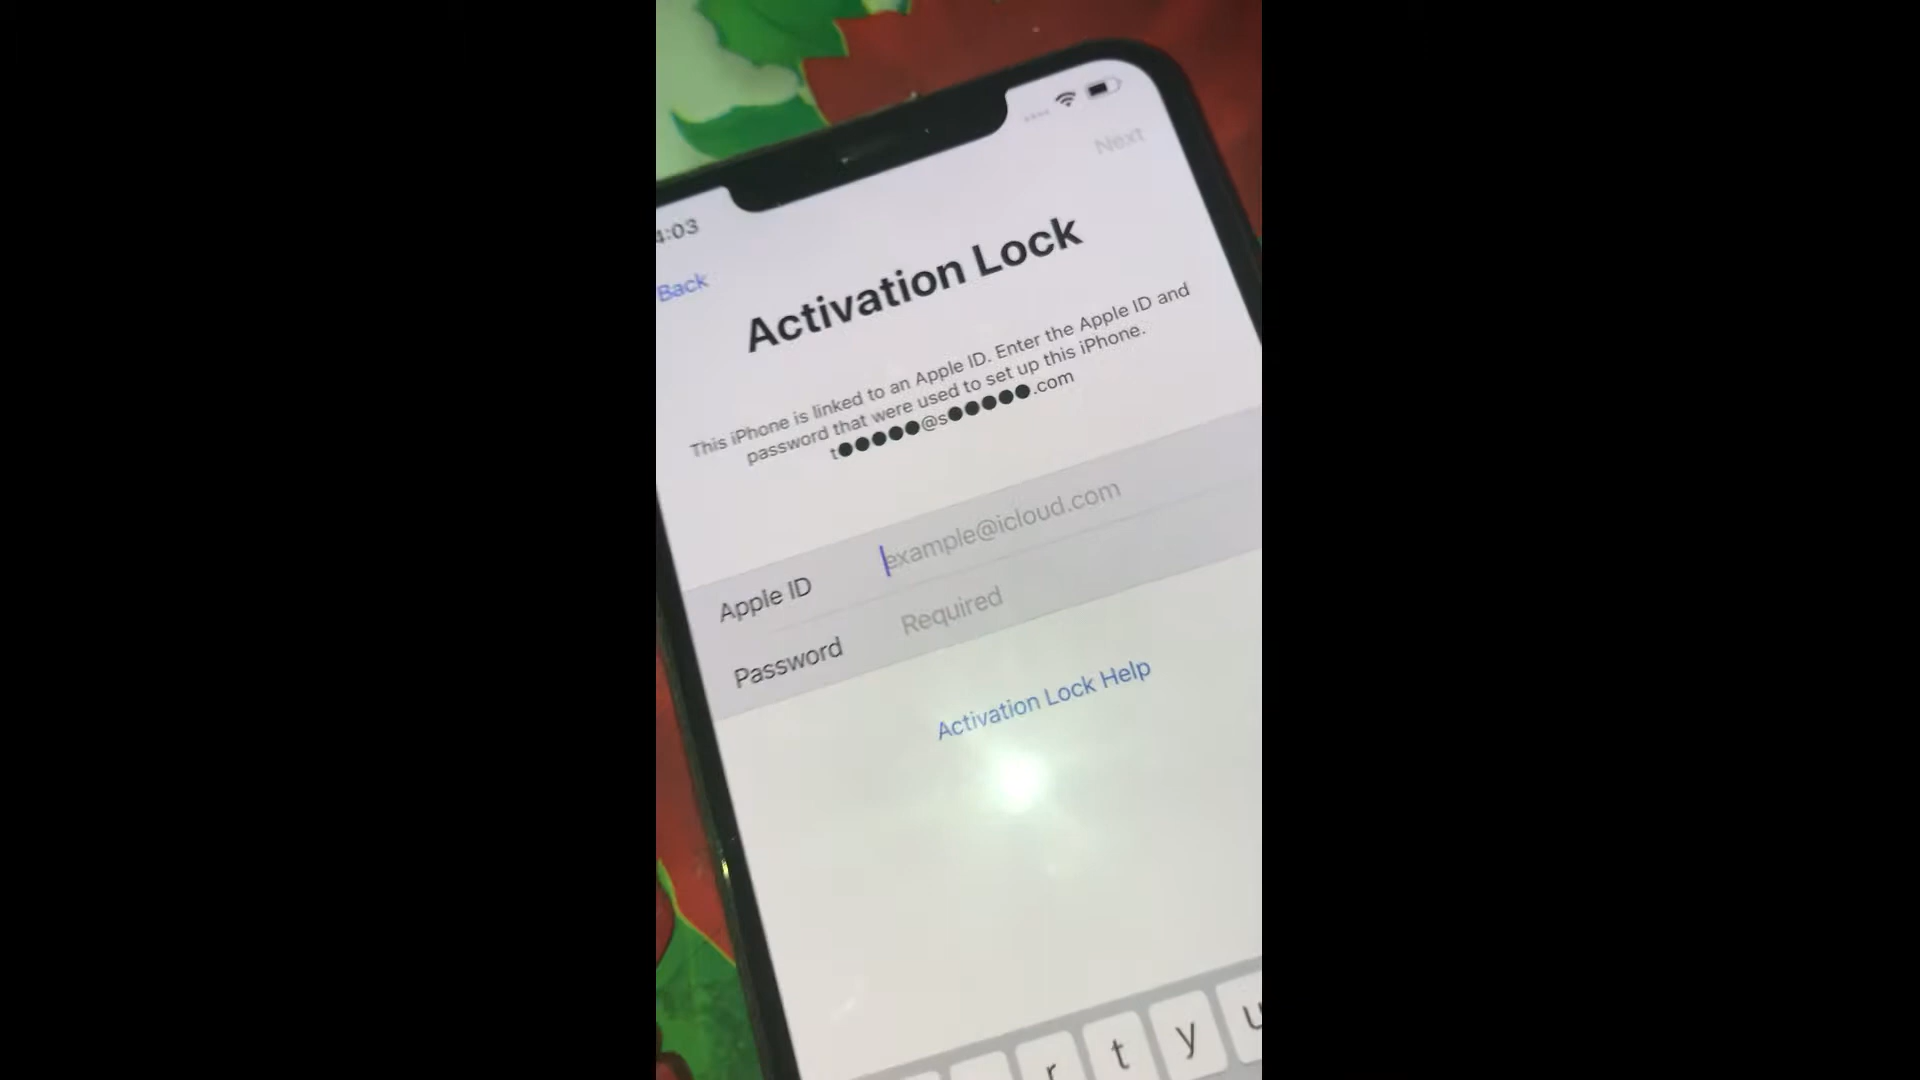 4:03
Next
Back
Activation Lock
This iPhone is linked to an Apple ID. Enter the Apple ID and
password that were used to set up this iPhone.
t●●●●●@s●●●●●.com
Apple ID example@icloud.com
Password Required
Activation Lock Help
r t y u